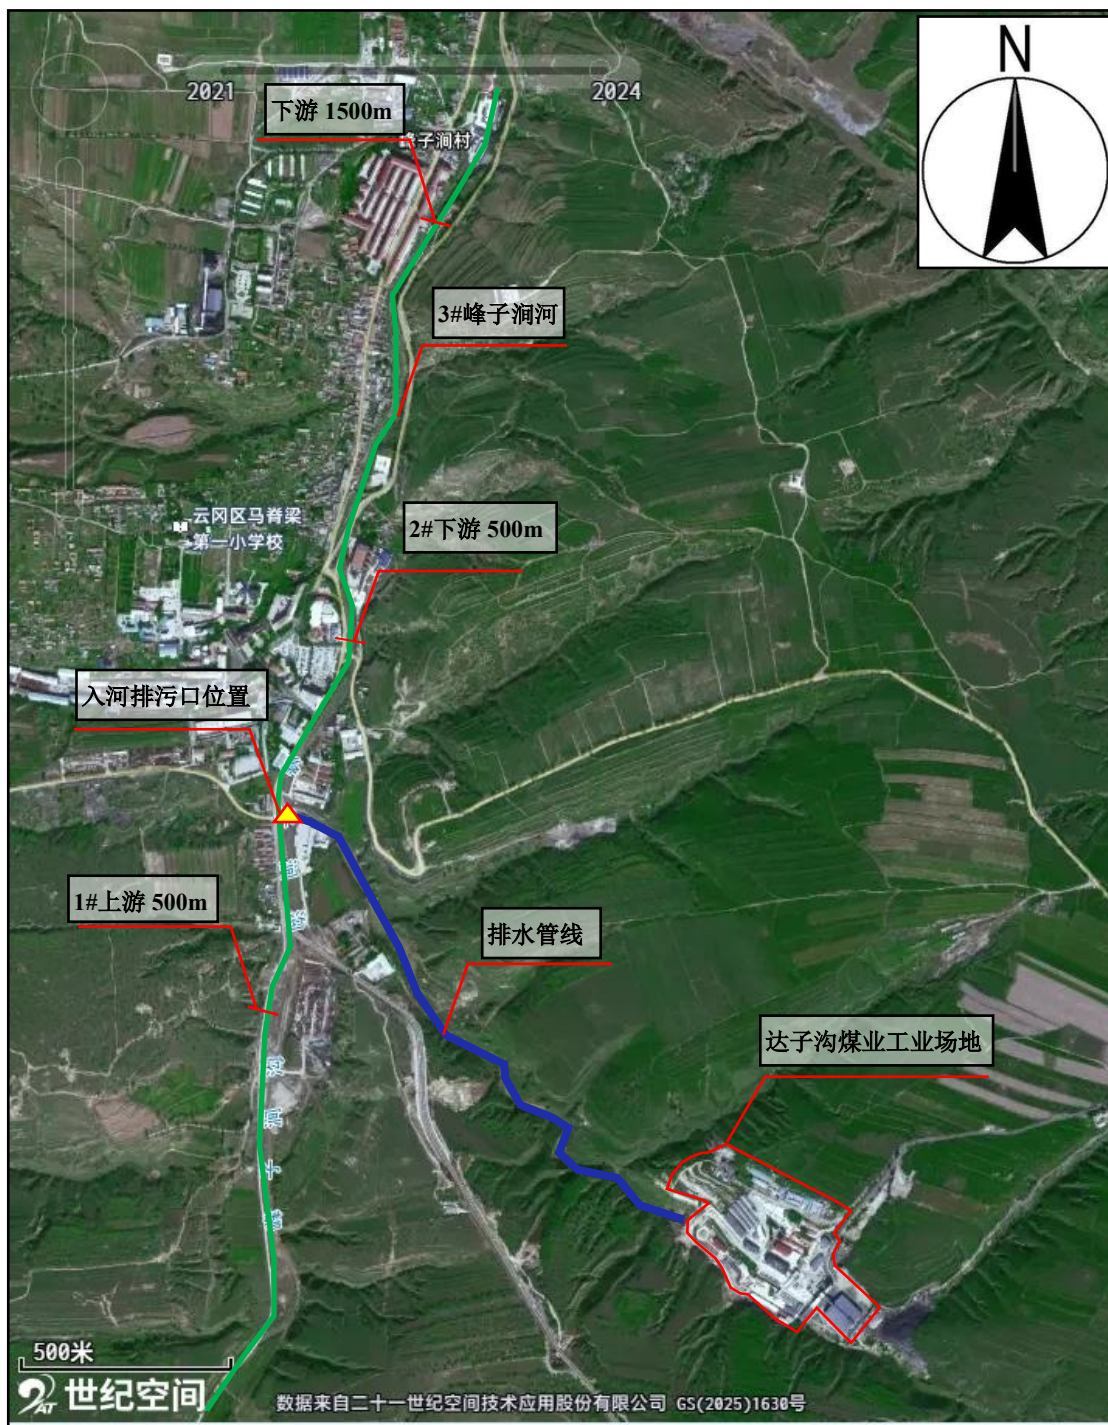 N
2021
2024
下游 1500m
峰子涧村
3#峰子涧河
云冈区马脊梁
第一小学校
2#下游 500m
入河排污口位置
1#上游 500m
排水管线
达子沟煤业工业场地
500米
AT
世纪空间
数据来自二十一世纪空间技术应用股份有限公司 GS(2025)1630号